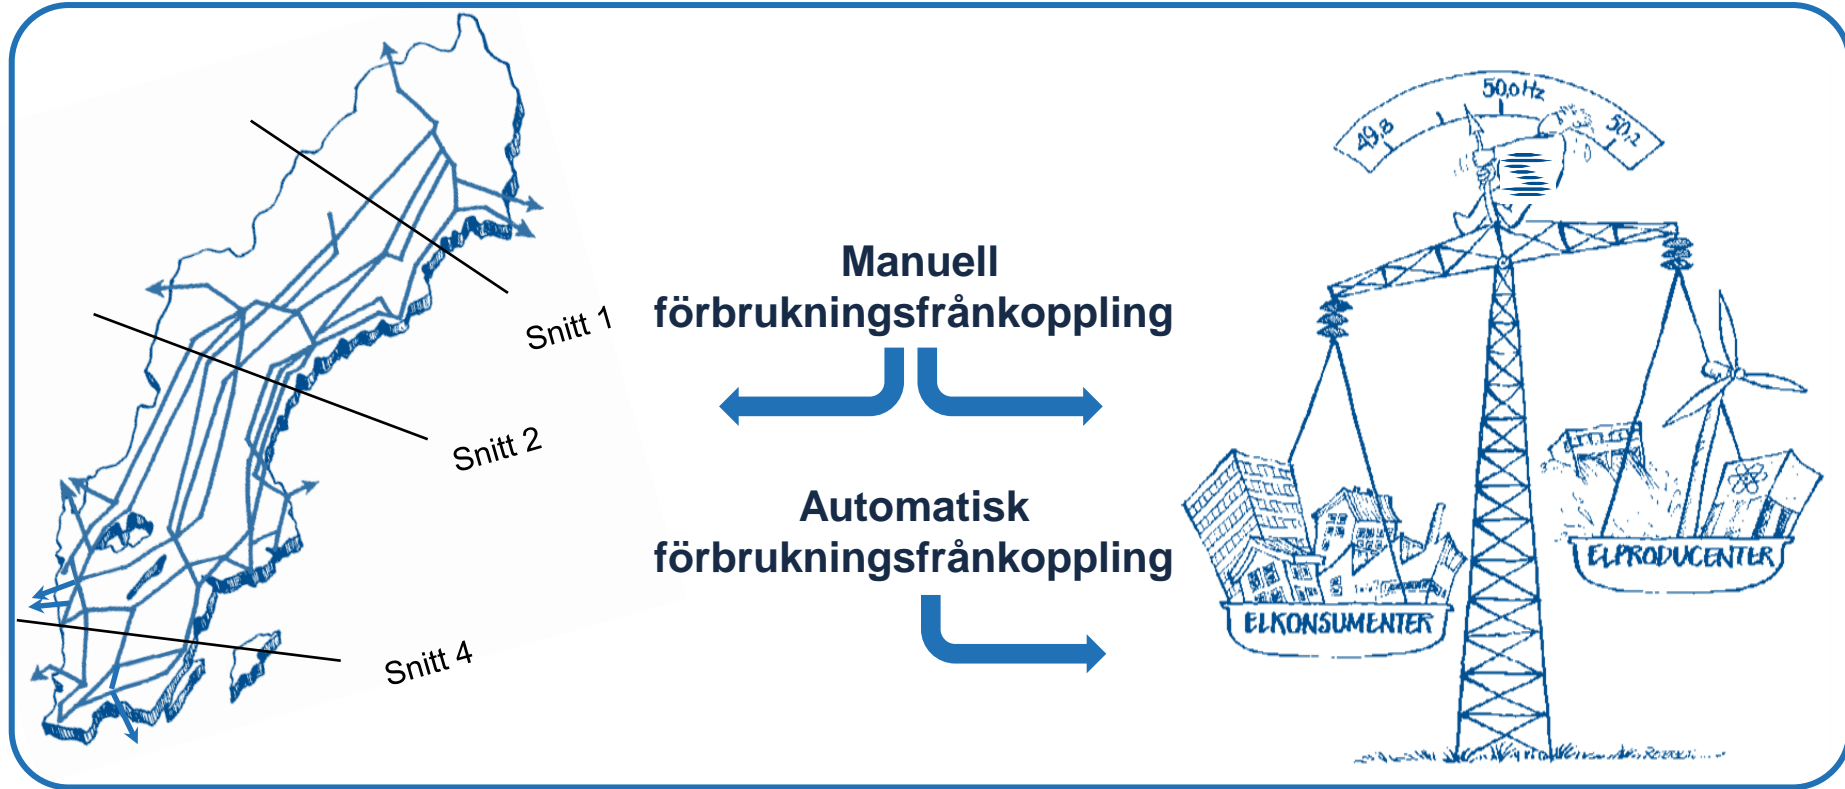 Snitt 1
Snitt 2
Snitt 4
Manuell
förbrukningsfrånkoppling
Automatisk
förbrukningsfrånkoppling
49,8
50,0 Hz
50,2
ELKONSUMENTER
ELPRODUCENTER